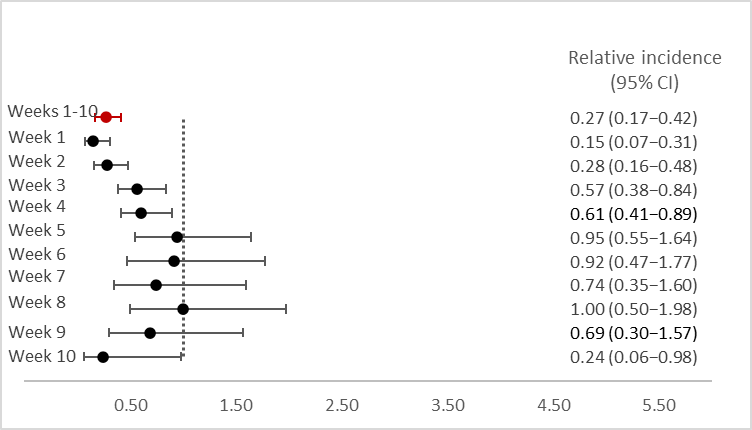 Relative incidence
(95% CI)
Weeks 1-10 0.27 (0.17–0.42)
Week 1 0.15 (0.07–0.31)
Week 2 0.28 (0.16–0.48)
Week 3 0.57 (0.38–0.84)
Week 4 0.61 (0.41–0.89)
Week 5 0.95 (0.55–1.64)
Week 6 0.92 (0.47–1.77)
Week 7 0.74 (0.35–1.60)
Week 8 1.00 (0.50–1.98)
Week 9 0.69 (0.30–1.57)
Week 10 0.24 (0.06–0.98)
0.50 1.50 2.50 3.50 4.50 5.50